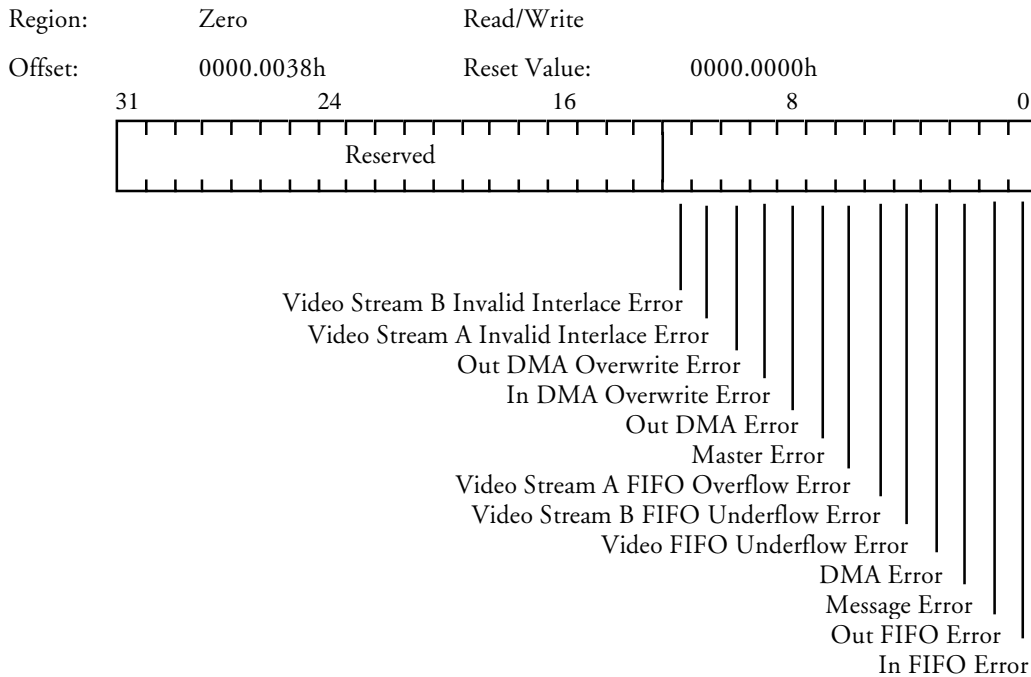 Region: Zero Read/Write
Offset: 0000.0038h Reset Value: 0000.0000h
31 24 16 8 0
Reserved
Video Stream B Invalid Interlace Error
Video Stream A Invalid Interlace Error
Out DMA Overwrite Error
In DMA Overwrite Error
Out DMA Error
Master Error
Video Stream A FIFO Overflow Error
Video Stream B FIFO Underflow Error
Video FIFO Underflow Error
DMA Error
Message Error
Out FIFO Error
In FIFO Error